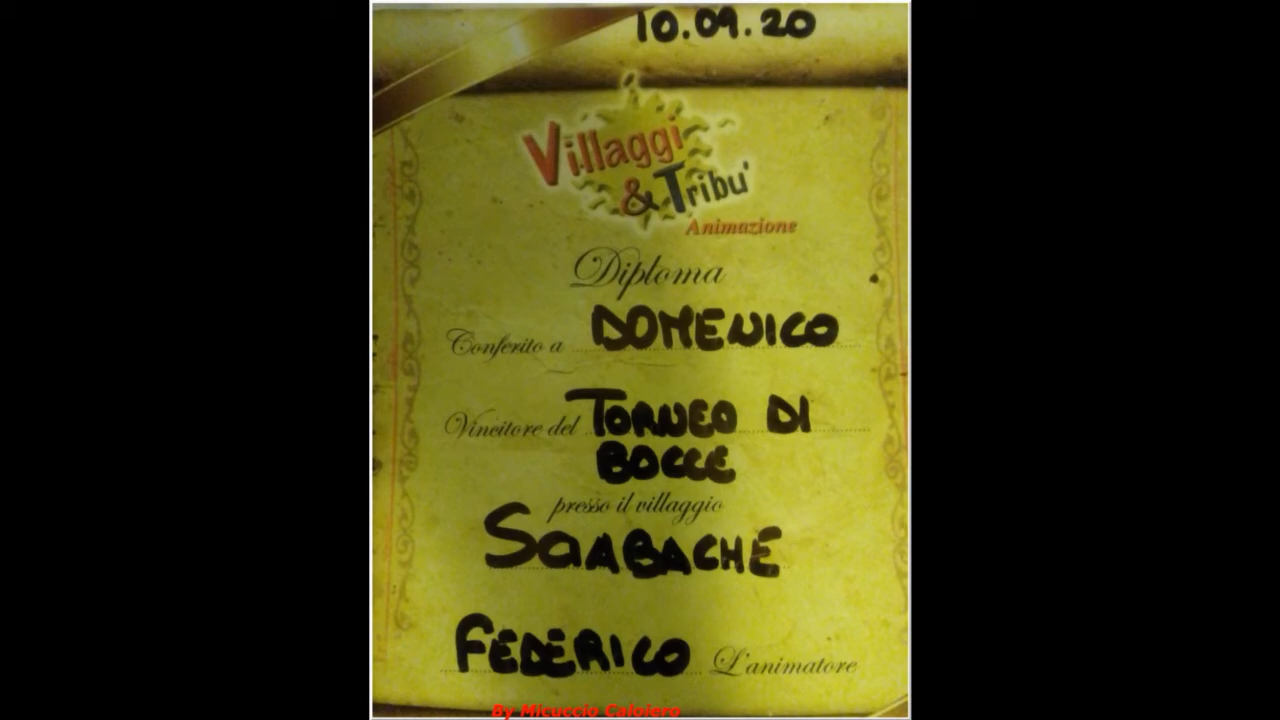 10.09.20
Villaggi
& Tribu'
Animazione
Diploma
Conferito a DOMENICO
Vincitore del TORNEO DI
BOCCE
presso il villaggio
SCIABACHE
FEDERICO L'animatore
By Micuccio Caloiero